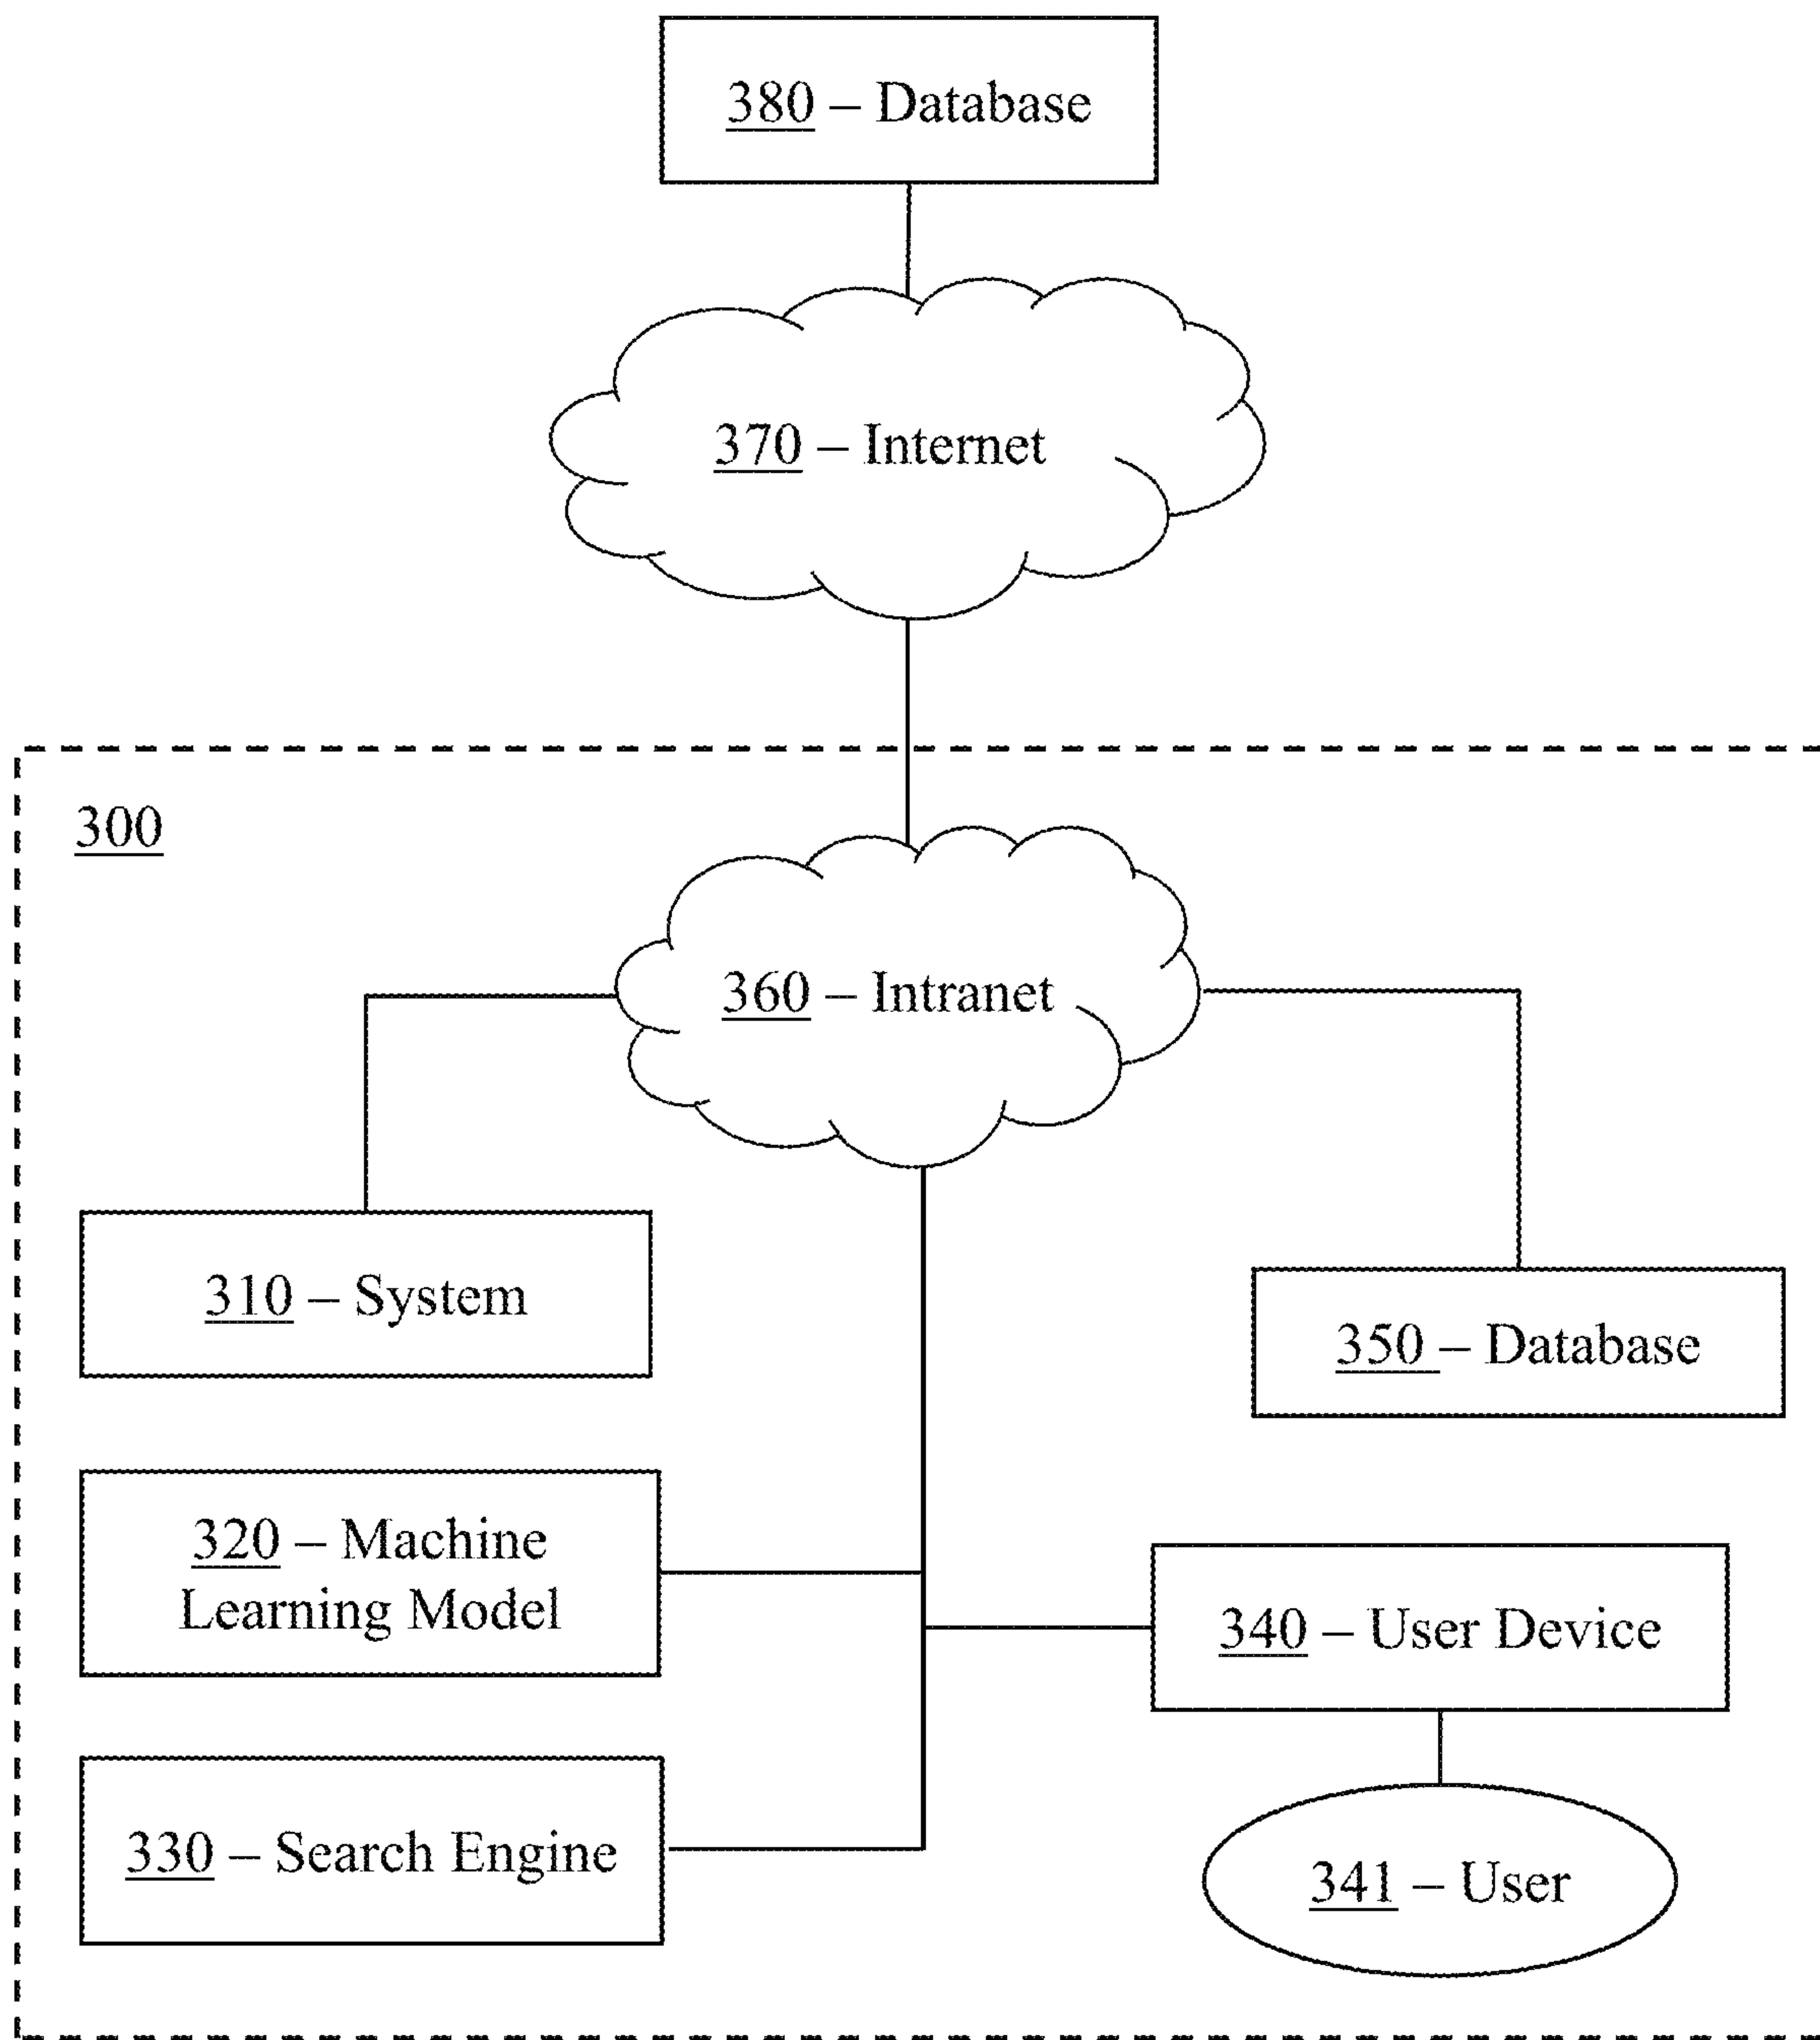 380 – Database
370 – Internet
300
360 – Intranet
310 – System
350 – Database
320 – Machine
Learning Model
340 – User Device
330 – Search Engine
341 – User